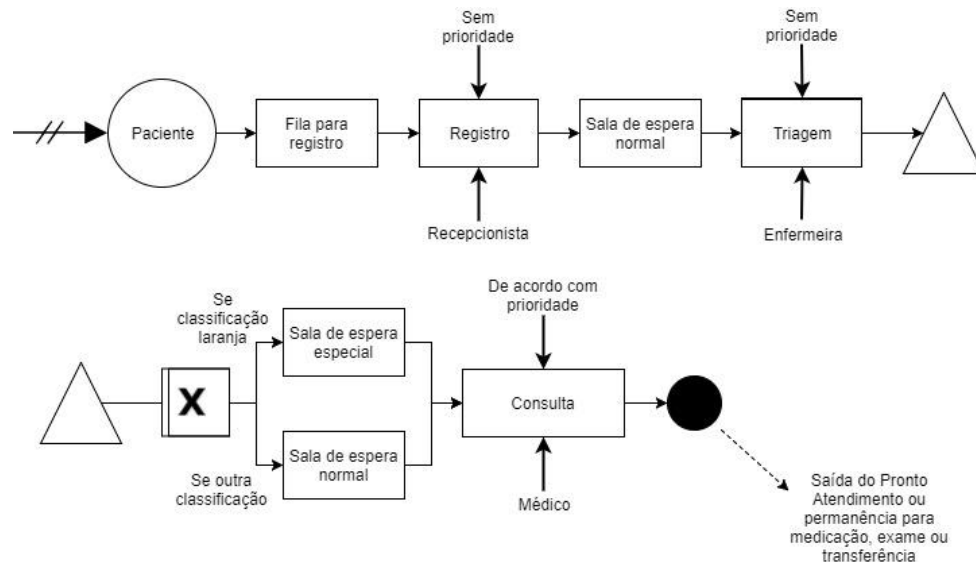 Sem
prioridade
Sem
prioridade
Paciente
Fila para
registro
Registro
Sala de espera
normal
Triagem
Recepcionista
Enfermeira
Se
classificação
laranja
De acordo com
prioridade
Sala de espera
especial
X
Consulta
Se outra
classificação
Sala de espera
normal
Médico
Saída do Pronto
Atendimento ou
permanência para
medicação, exame ou
transferência